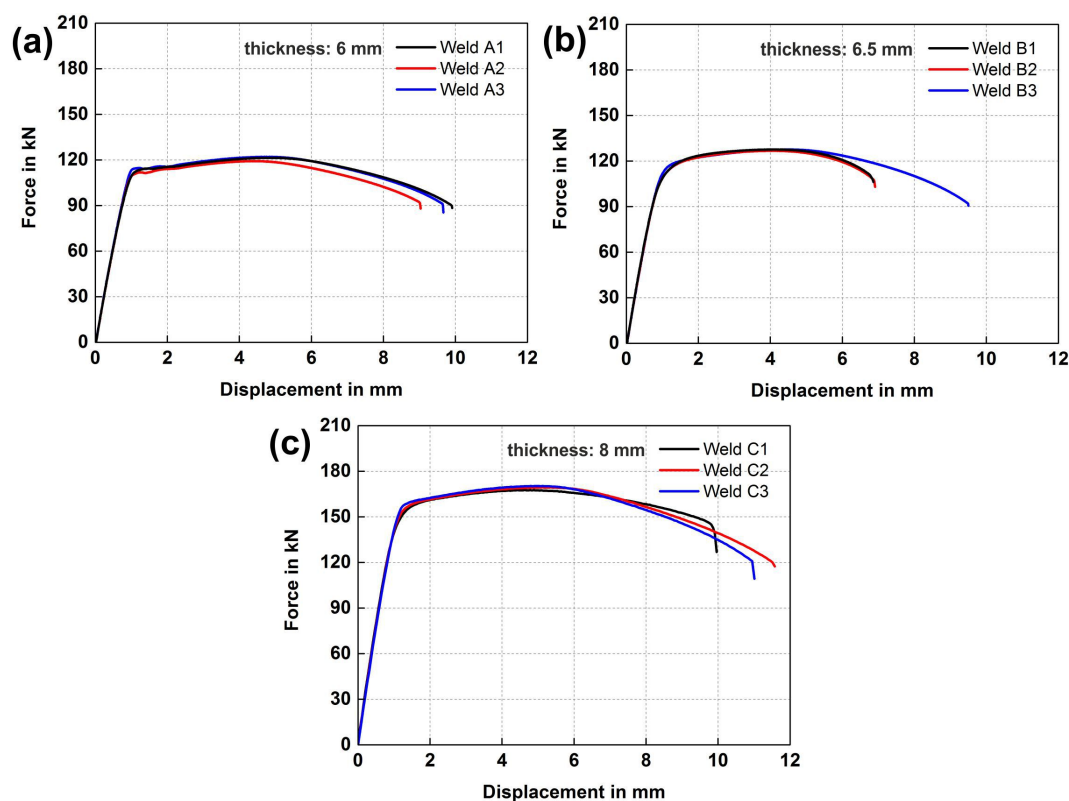 (a)
thickness: 6 mm
Weld A1
Weld A2
Weld A3
210
180
150
120
90
60
30
0
Force in kN
0 2 4 6 8 10 12
Displacement in mm
(b)
thickness: 6.5 mm
Weld B1
Weld B2
Weld B3
210
180
150
120
90
60
30
0
Force in kN
0 2 4 6 8 10 12
Displacement in mm
(c)
thickness: 8 mm
Weld C1
Weld C2
Weld C3
210
180
150
120
90
60
30
0
Force in kN
0 2 4 6 8 10 12
Displacement in mm